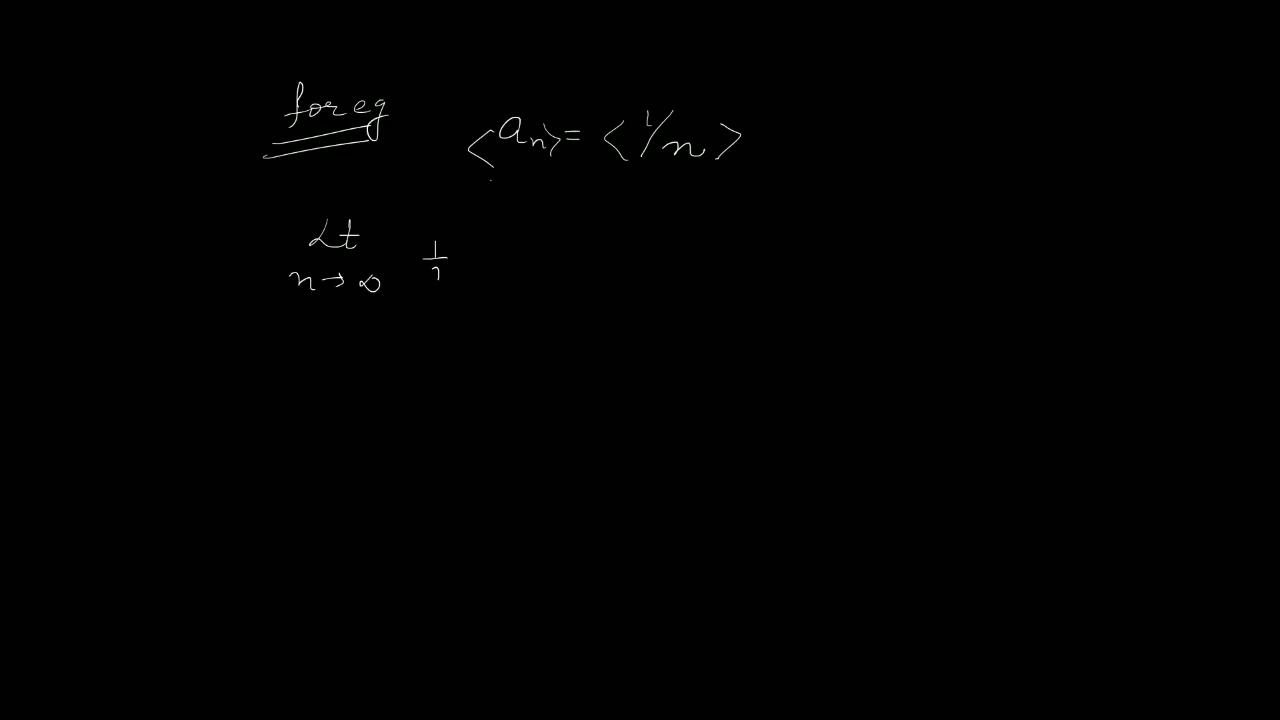 for eg
<aₙ> = <1/n>
Lt
n→∞ 1/